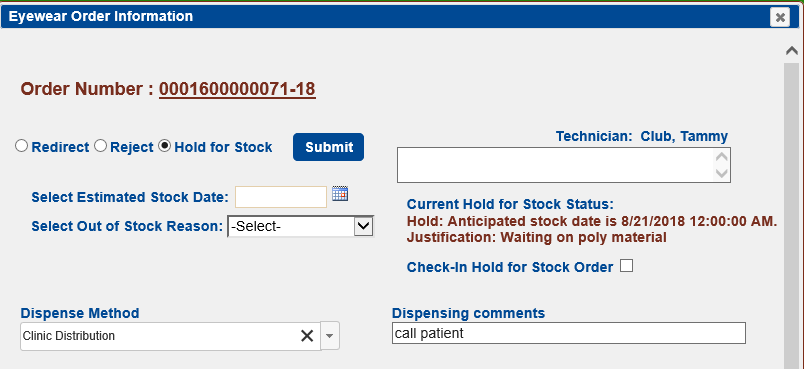 Eyewear Order Information
Order Number : 0001600000071-18
Technician: Club, Tammy
Redirect Reject Hold for Stock Submit
Select Estimated Stock Date:
Select Out of Stock Reason: -Select-
Current Hold for Stock Status:
Hold: Anticipated stock date is 8/21/2018 12:00:00 AM.
Justification: Waiting on poly material
Check-In Hold for Stock Order
Dispense Method
Clinic Distribution
Dispensing comments
call patient